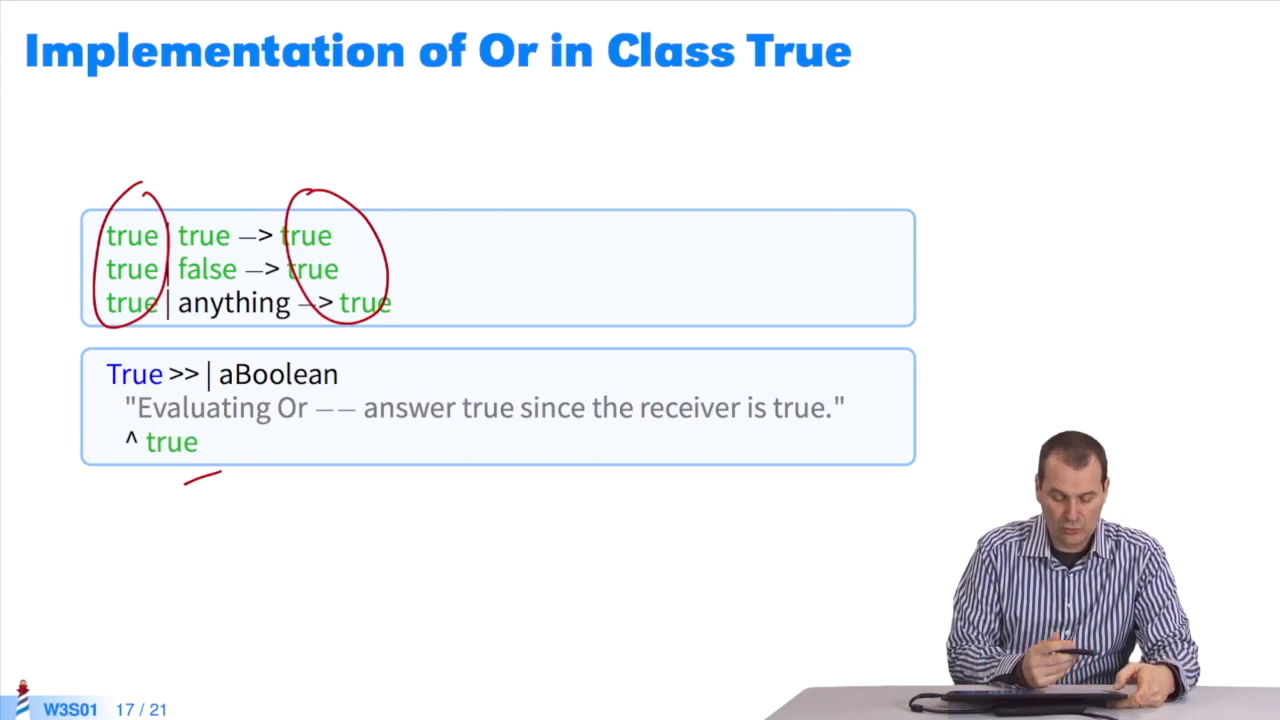 Implementation of Or in Class True
true | true –> true
true | false –> true
true | anything –> true
True >> | aBoolean
"Evaluating Or –– answer true since the receiver is true."
^ true
W3S01 17 / 21